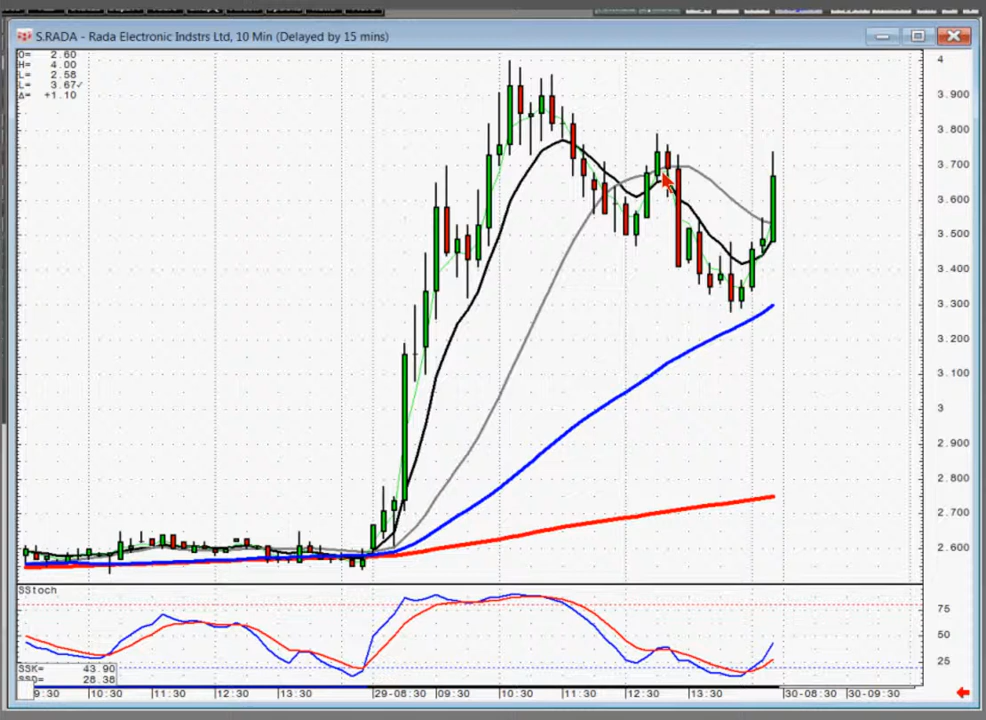 S.RADA - Rada Electronic Indstrs Ltd, 10 Min (Delayed by 15 mins)
O= 2.60
H= 4.00
L= 2.58
L= 3.67✓
Δ= +1.10
4
3.900
3.800
3.700
3.600
3.500
3.400
3.300
3.200
3.100
3
2.900
2.800
2.700
2.600
SStoch
75
50
25
SSK= 43.90
SSD= 28.38
9:30 10:30 11:30 12:30 13:30 29-08:30 09:30 10:30 11:30 12:30 13:30 30-08:30 30-09:30